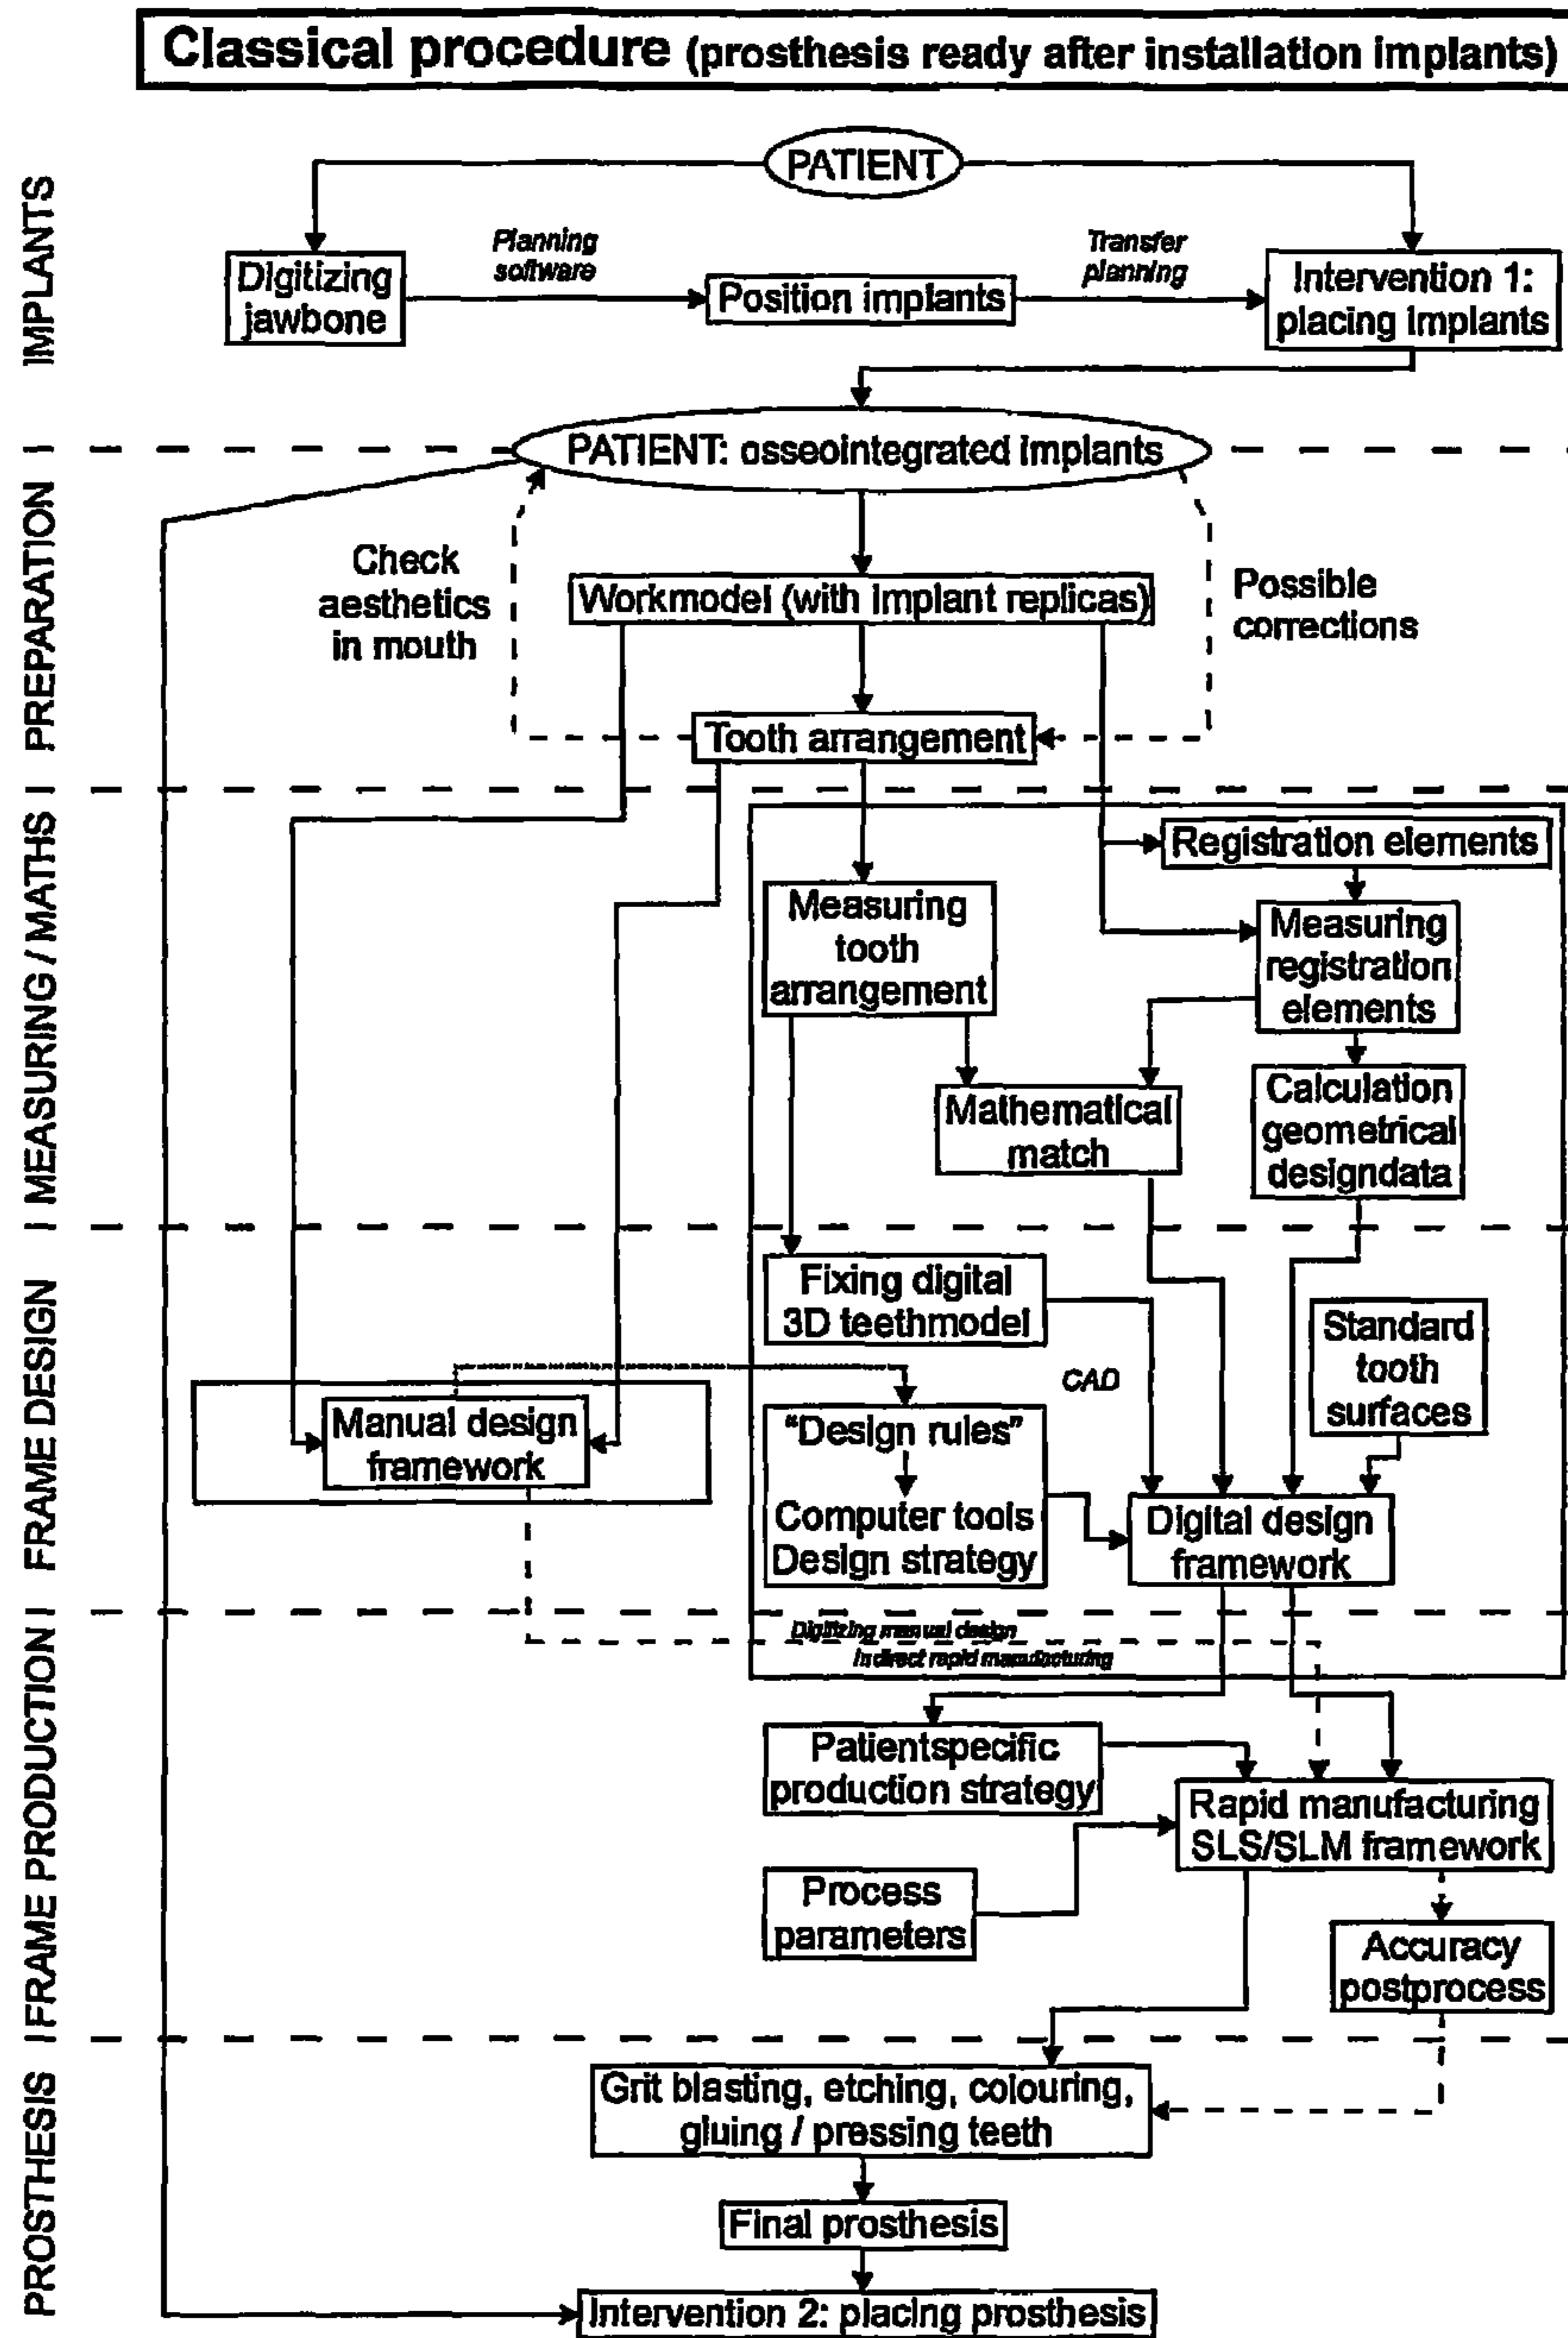 Classical procedure (prosthesis ready after installation implants)
IMPLANTS
PATIENT
Digitizing
jawbone
Planning
software
Position implants
Transfer
planning
Intervention 1:
placing implants
PATIENT: osseointegrated implants
PREPARATION
Check
aesthetics
in mouth
Workmodel (with implant replicas)
Possible
corrections
Tooth arrangement
MEASURING / MATHS
Registration elements
Measuring
tooth
arrangement
Measuring
registration
elements
Mathematical
match
Calculation
geometrical
designdata
FRAME DESIGN
Fixing digital
3D teethmodel
Standard
tooth
surfaces
CAD
Manual design
framework
“Design rules”
Computer tools
Design strategy
Digital design
framework
FRAME PRODUCTION
Digitizing manual design
Indirect rapid manufacturing
Patientspecific
production strategy
Rapid manufacturing
SLS/SLM framework
Process
parameters
Accuracy
postprocess
PROSTHESIS
Grit blasting, etching, colouring,
gluing / pressing teeth
Final prosthesis
Intervention 2: placing prosthesis